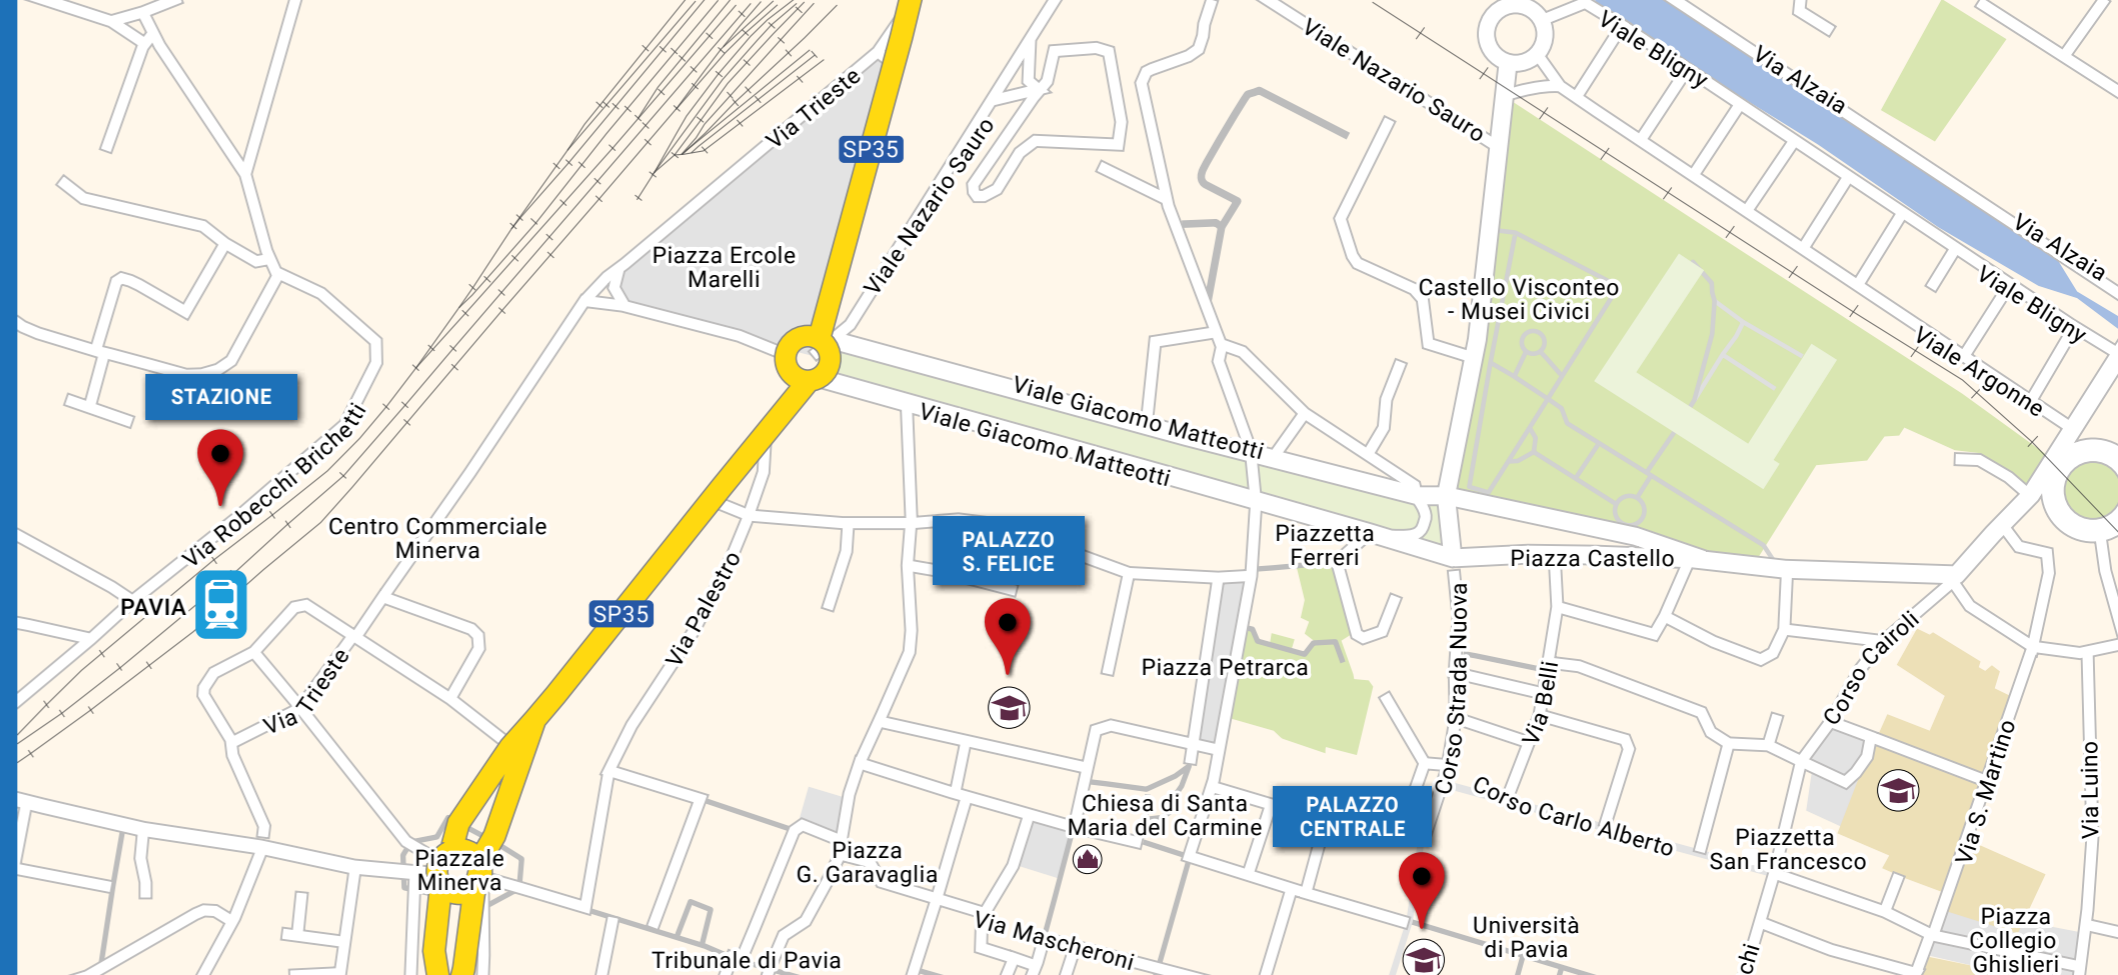 Viale Bligny
Via Alzaia
Viale Nazario Sauro
Via Trieste
SP35
Viale Nazario Sauro
Via Alzaia
Piazza Ercole
Marelli
Castello Visconteo
- Musei Civici
Viale Bligny
Viale Argonne
STAZIONE
Viale Giacomo Matteotti
Viale Giacomo Matteotti
Via Robecchi Brichetti
Centro Commerciale
Minerva
PALAZZO
S. FELICE
Piazzetta
Ferreri
Piazza Castello
PAVIA
SP35
Via Palestro
Corso Strada Nuova
Via Belli
Corso Cairoli
Piazza Petrarca
Via Trieste
Via S. Martino
Via Luino
Chiesa di Santa
Maria del Carmine
PALAZZO
CENTRALE
Corso Carlo Alberto
Piazzetta
San Francesco
Piazzale
Minerva
Piazza
G. Garavaglia
Via Mascheroni
Università
di Pavia
Piazza
Collegio
Ghislieri
Tribunale di Pavia
chi